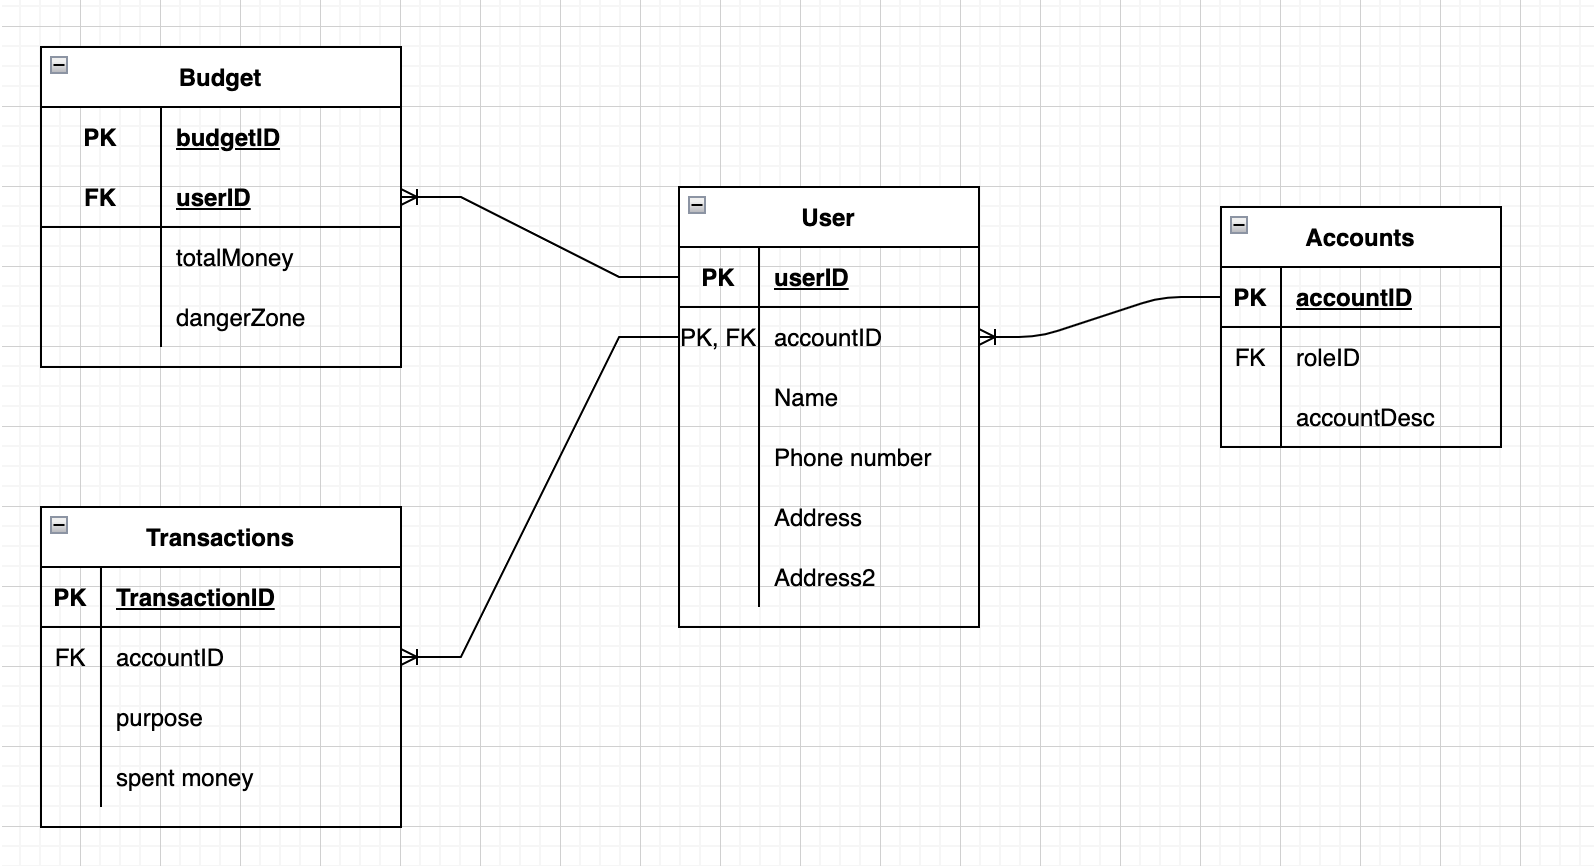 Budget
PK budgetID
FK userID
totalMoney
dangerZone
User
PK userID
PK, FK accountID
Name
Phone number
Address
Address2
Accounts
PK accountID
FK roleID
accountDesc
Transactions
PK TransactionID
FK accountID
purpose
spent money